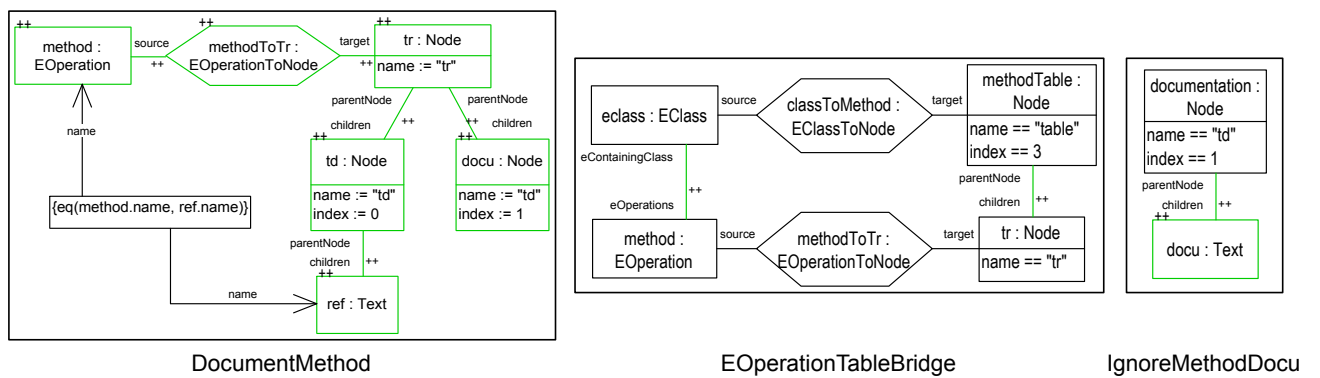 ++
method :
EOperation
source
++
++
methodToTr :
EOperationToNode
target
++
++
tr : Node
name := "tr"
parentNode
++
children
parentNode
++
children
name
++
td : Node
name := "td"
index := 0
++
docu : Node
name := "td"
index := 1
{eq(method.name, ref.name)}
parentNode
children
++
++
name
ref : Text
DocumentMethod
eclass : EClass
source
classToMethod :
EClassToNode
target
methodTable :
Node
name == "table"
index == 3
eContainingClass
++
eOperations
parentNode
children
++
method :
EOperation
source
methodToTr :
EOperationToNode
target
tr : Node
name == "tr"
EOperationTableBridge
documentation :
Node
name == "td"
index == 1
parentNode
children
++
++
docu : Text
IgnoreMethodDocu